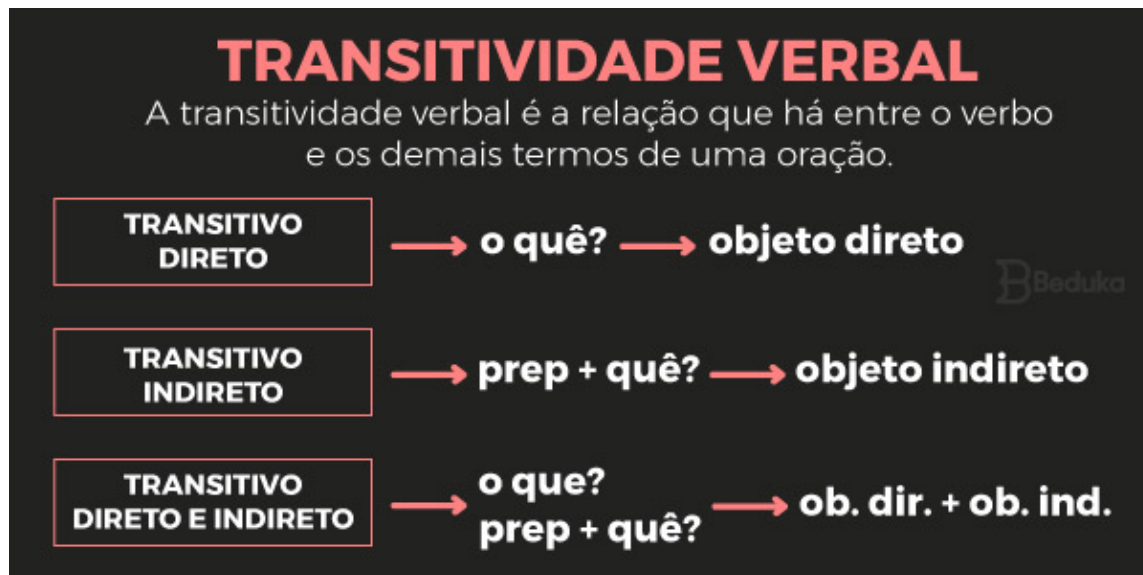 TRANSITIVIDADE VERBAL
A transitividade verbal é a relação que há entre o verbo
e os demais termos de uma oração.
TRANSITIVO
DIRETO
o quê?
objeto direto
Beduka
TRANSITIVO
INDIRETO
prep + quê?
objeto indireto
TRANSITIVO
DIRETO E INDIRETO
o que?
prep + quê?
ob. dir. + ob. ind.